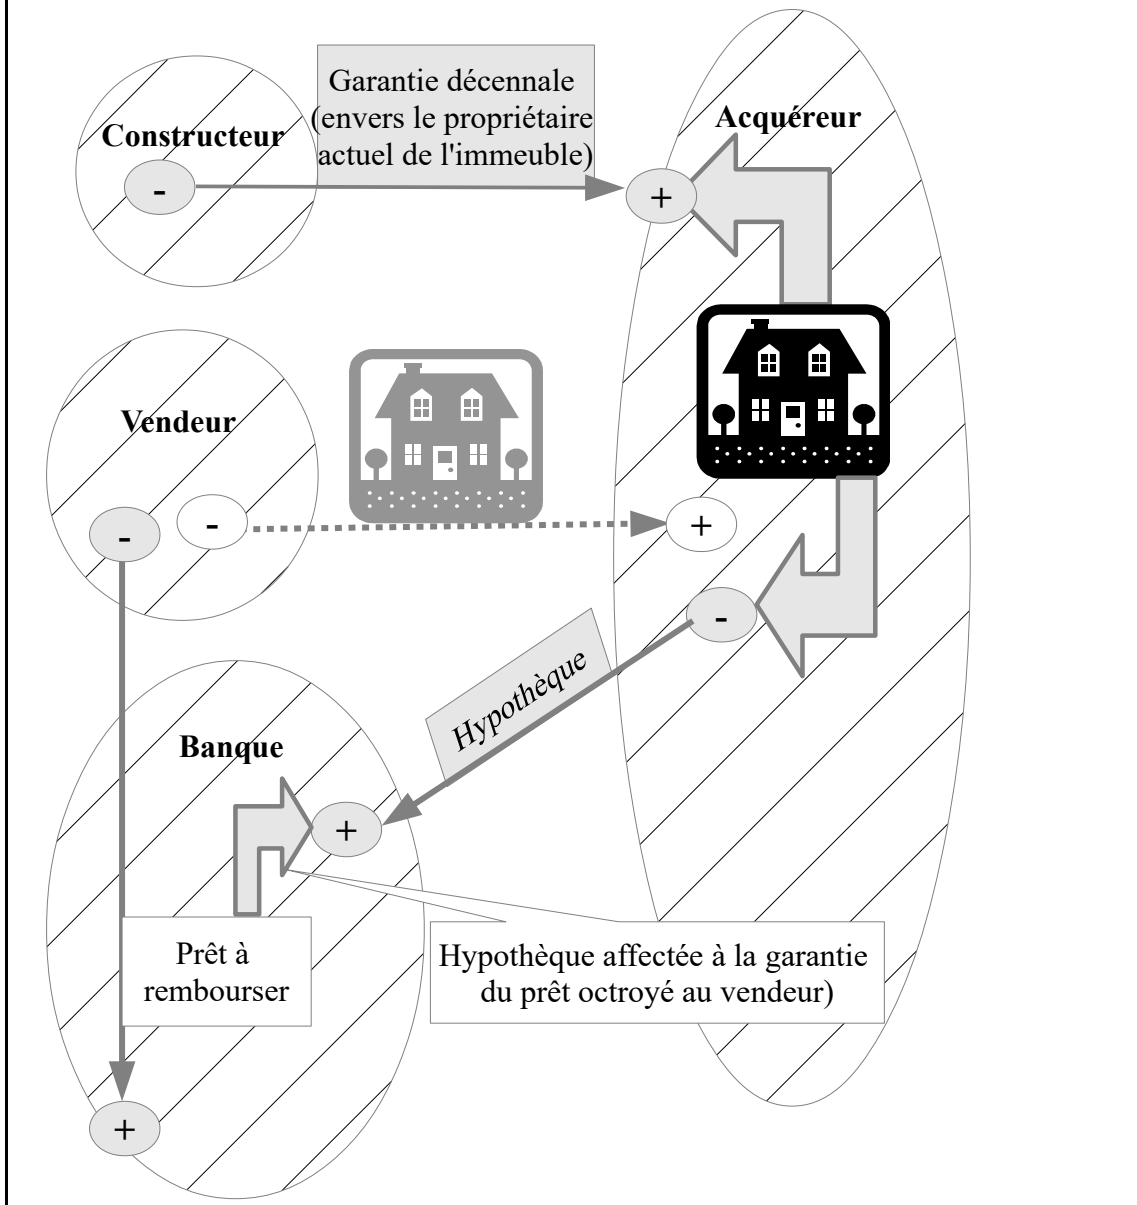 Garantie décennale
(envers le propriétaire
actuel de l'immeuble)
Constructeur
-
+
Acquéreur
Vendeur
-
-
+
-
Hypothèque
Banque
+
Prêt à
rembourser
Hypothèque affectée à la garantie
du prêt octroyé au vendeur)
+